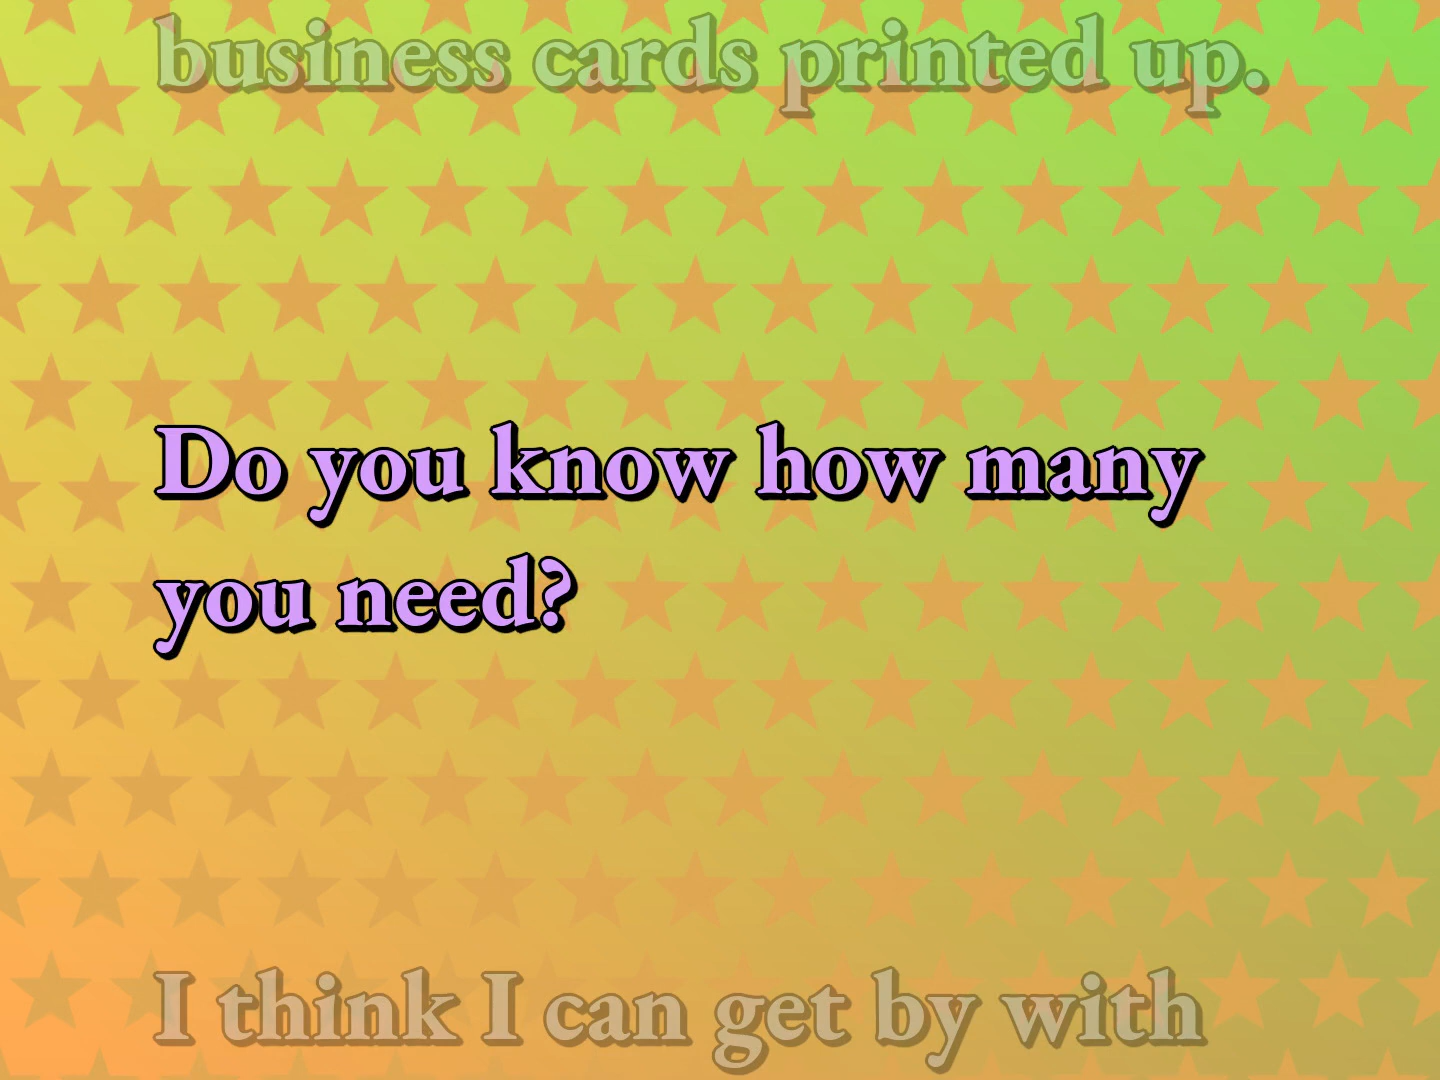 business cards printed up.
Do you know how many
you need?
I think I can get by with